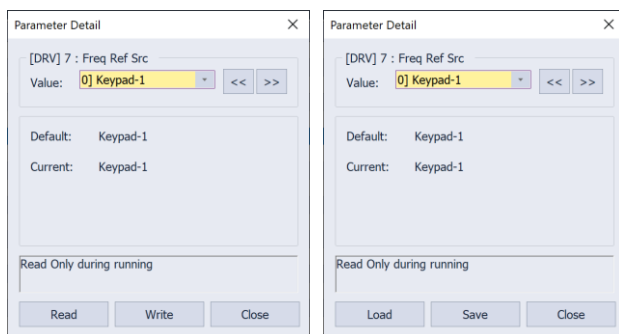 Parameter Detail
[DRV] 7 : Freq Ref Src
Value: 0] Keypad-1 << >>
Default: Keypad-1
Current: Keypad-1
Read Only during running
Read Write Close
Parameter Detail
[DRV] 7 : Freq Ref Src
Value: 0] Keypad-1 << >>
Default: Keypad-1
Current: Keypad-1
Read Only during running
Load Save Close